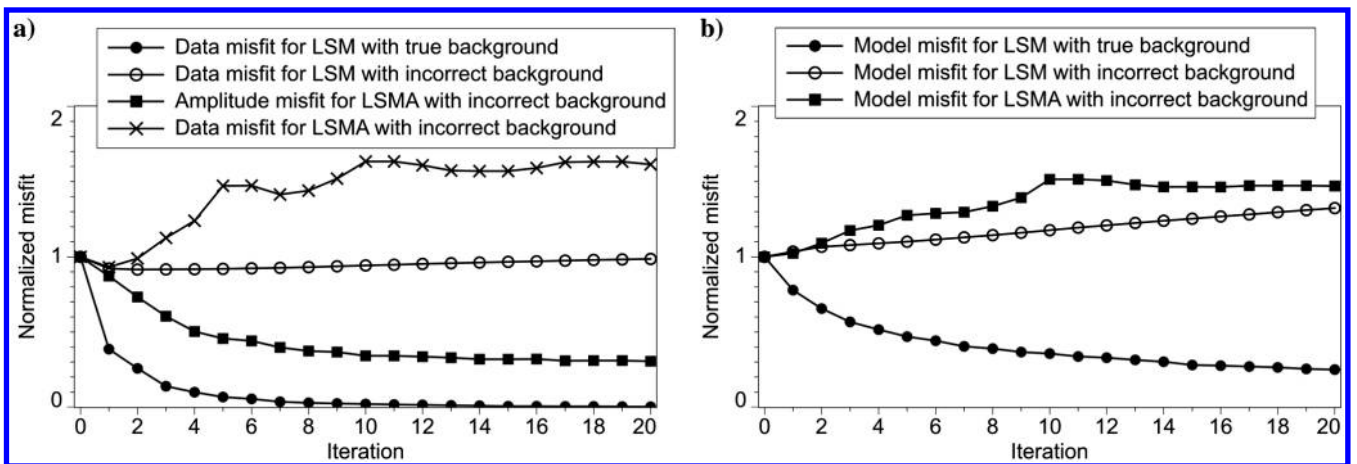 a)
Data misfit for LSM with true background
Data misfit for LSM with incorrect background
Amplitude misfit for LSMA with incorrect background
Data misfit for LSMA with incorrect background
2
1
0
Normalized misfit
0 2 4 6 8 10 12 14 16 18 20
Iteration
b)
Model misfit for LSM with true background
Model misfit for LSM with incorrect background
Model misfit for LSMA with incorrect background
2
1
0
Normalized misfit
0 2 4 6 8 10 12 14 16 18 20
Iteration